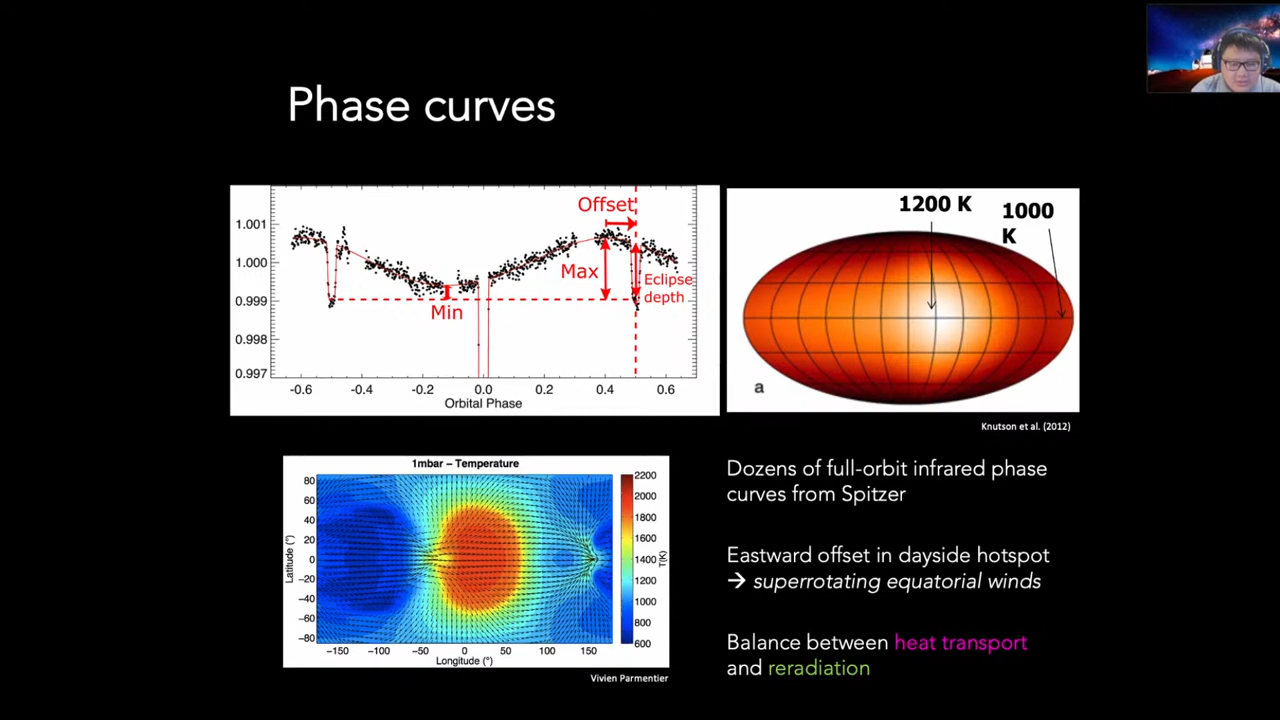 Phase curves
Offset
Max
Min
Eclipse
depth
1.001
1.000
0.999
0.998
0.997
-0.6 -0.4 -0.2 0.0 0.2 0.4 0.6
Orbital Phase
1200 K
1000
K
a
Knutson et al. (2012)
1mbar – Temperature
80
60
40
20
0
−20
−40
−60
−80
Latitude (°)
−150 −100 −50 0 50 100 150
Longitude (°)
2200
2000
1800
1600
1400
1200
1000
800
600
T(K)
Vivien Parmentier
Dozens of full-orbit infrared phase
curves from Spitzer
Eastward offset in dayside hotspot
→ superrotating equatorial winds
Balance between heat transport
and reradiation